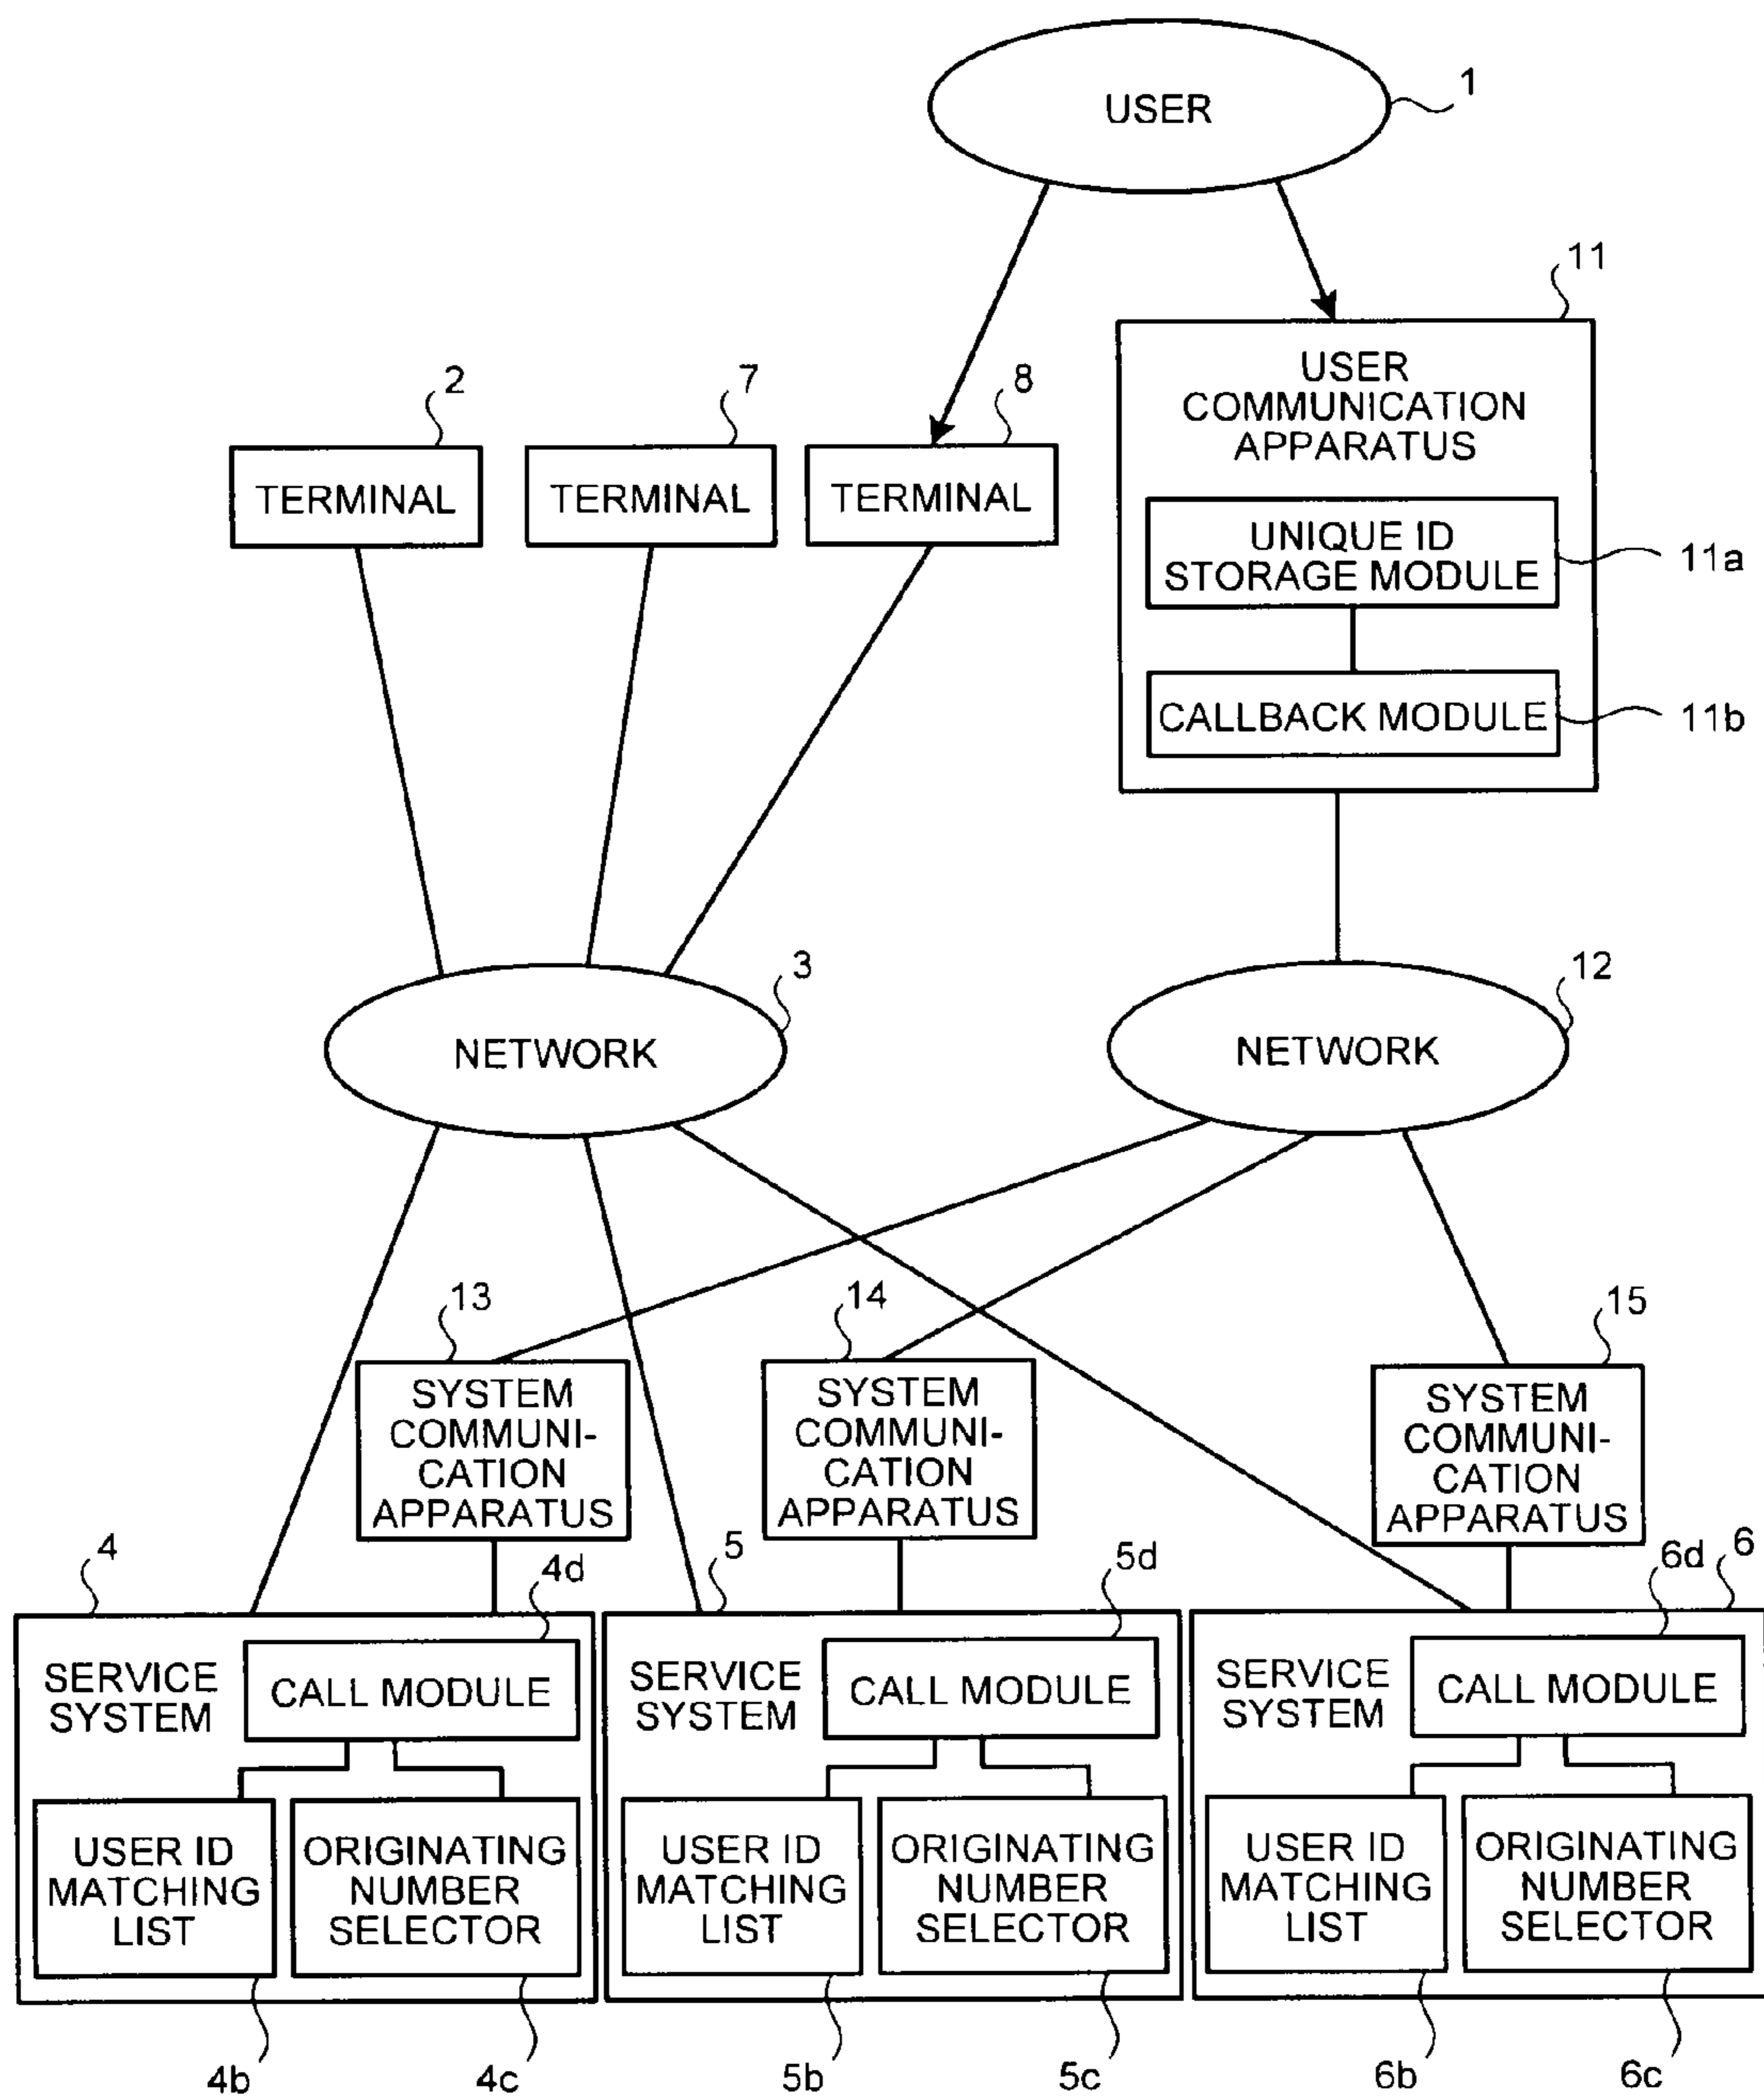 USER
1
11
USER
COMMUNICATION
APPARATUS
2
7
8
TERMINAL
TERMINAL
TERMINAL
UNIQUE ID
STORAGE MODULE
11a
CALLBACK MODULE
11b
3
12
NETWORK
NETWORK
13
14
15
SYSTEM
COMMUNI-
CATION
APPARATUS
SYSTEM
COMMUNI-
CATION
APPARATUS
SYSTEM
COMMUNI-
CATION
APPARATUS
4
4d
5
5d
6d
6
SERVICE
SYSTEM
CALL MODULE
USER ID
MATCHING
LIST
ORIGINATING
NUMBER
SELECTOR
SERVICE
SYSTEM
CALL MODULE
USER ID
MATCHING
LIST
ORIGINATING
NUMBER
SELECTOR
SERVICE
SYSTEM
CALL MODULE
USER ID
MATCHING
LIST
ORIGINATING
NUMBER
SELECTOR
4b
4c
5b
5c
6b
6c